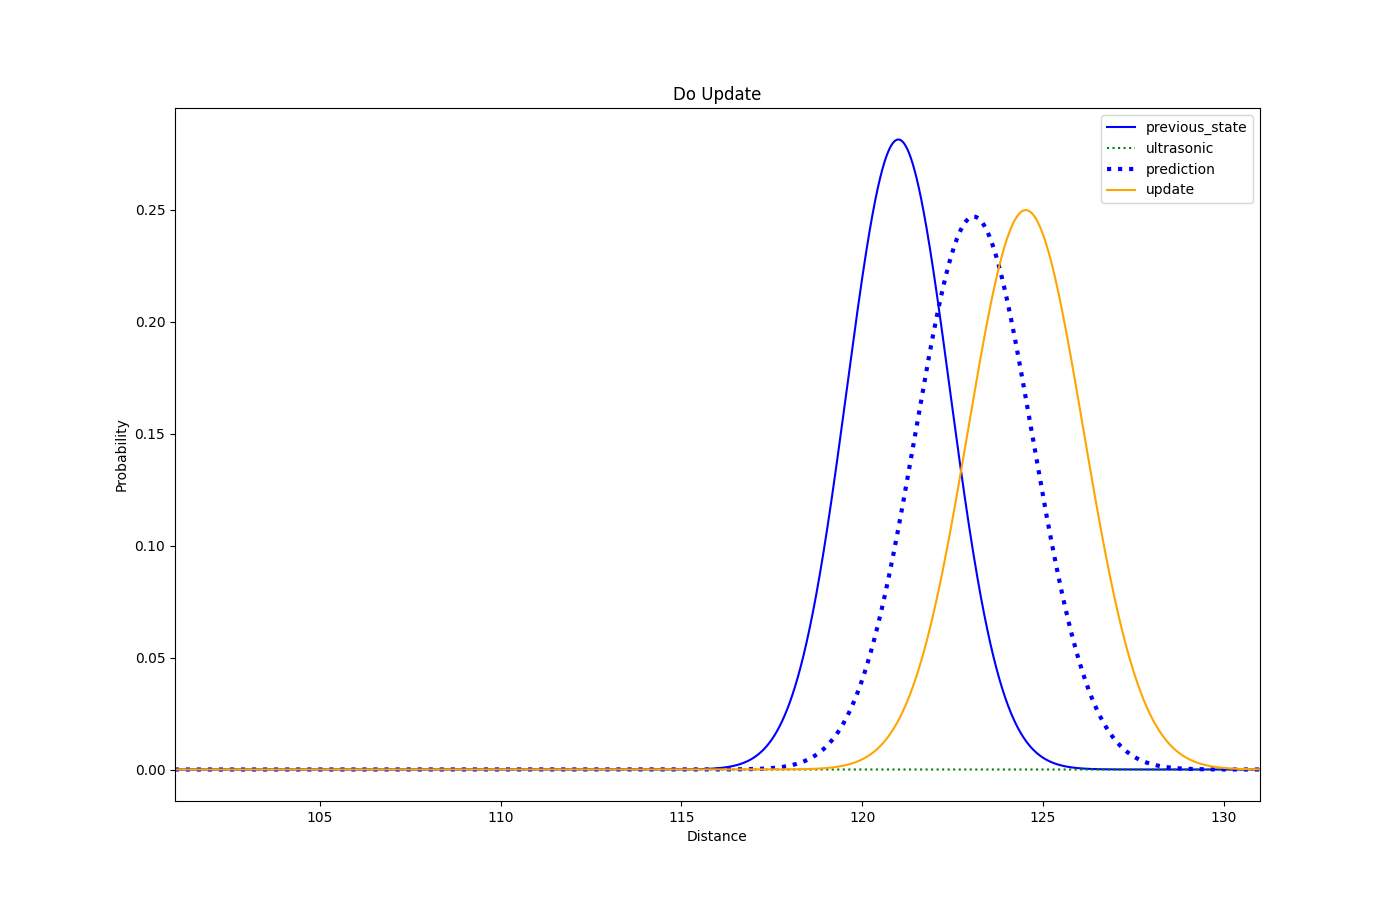 Do Update
previous_state
ultrasonic
prediction
update
0.25
0.20
0.15
0.10
0.05
0.00
Probability
105 110 115 120 125 130
Distance